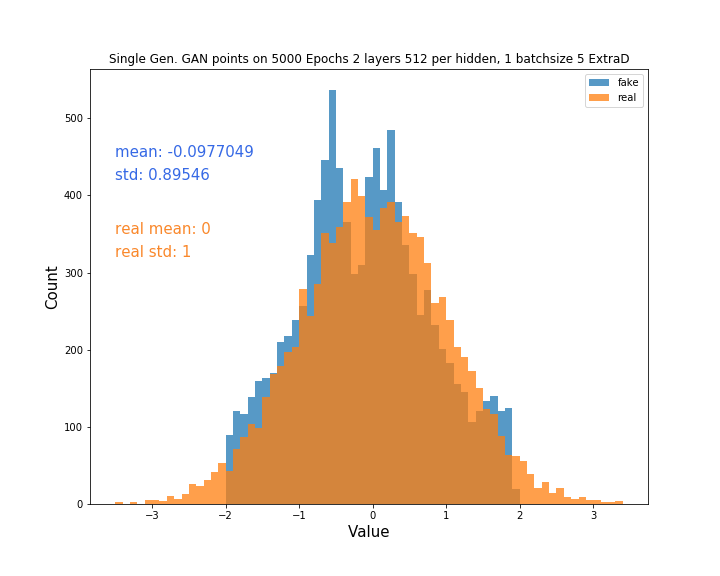 Single Gen. GAN points on 5000 Epochs 2 layers 512 per hidden, 1 batchsize 5 ExtraD
fake
real
mean: -0.0977049
std: 0.89546
real mean: 0
real std: 1
Count
500
400
300
200
100
0
−3
−2
−1
0
1
2
3
Value